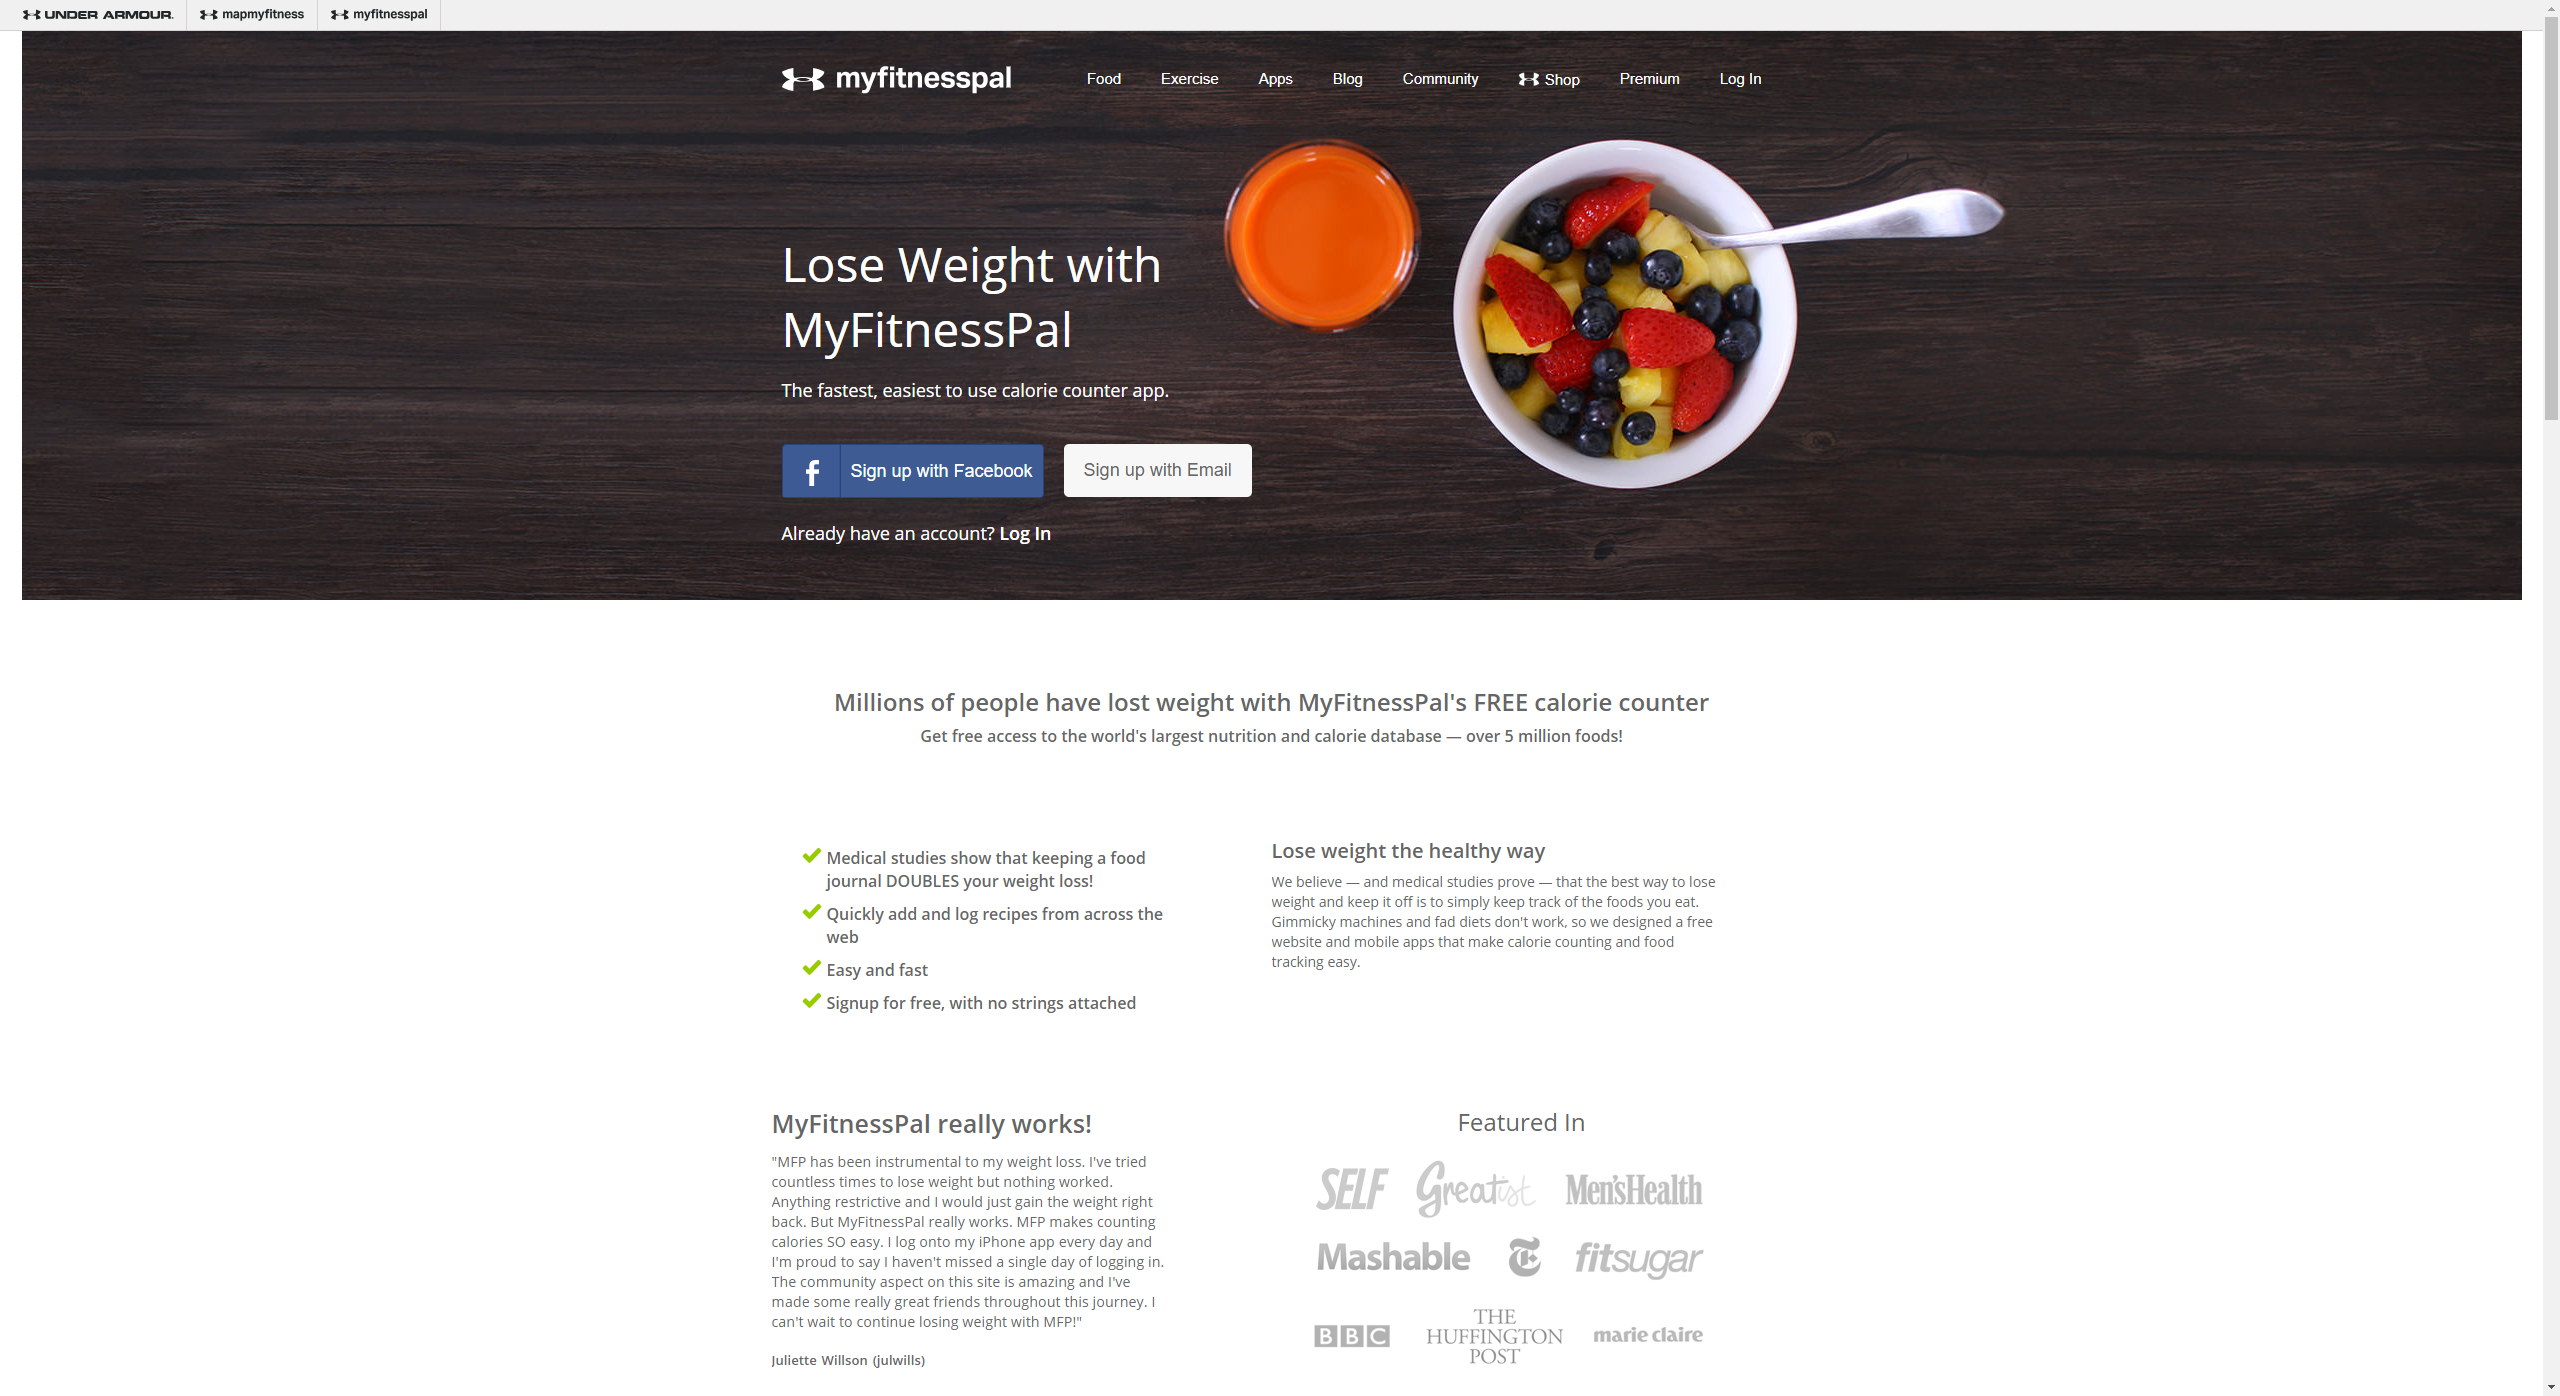 UNDER ARMOUR
mapmyfitness
myfitnesspal
myfitnesspal
Food
Exercise
Apps
Blog
Community
Shop
Premium
Log In
Lose Weight with
MyFitnessPal
The fastest, easiest to use calorie counter app.
f Sign up with Facebook
Sign up with Email
Already have an account? Log In
Millions of people have lost weight with MyFitnessPal's FREE calorie counter
Get free access to the world's largest nutrition and calorie database — over 5 million foods!
Medical studies show that keeping a food
journal DOUBLES your weight loss!
Quickly add and log recipes from across the
web
Easy and fast
Signup for free, with no strings attached
Lose weight the healthy way
We believe — and medical studies prove — that the best way to lose
weight and keep it off is to simply keep track of the foods you eat.
Gimmicky machines and fad diets don't work, so we designed a free
website and mobile apps that make calorie counting and food
tracking easy.
MyFitnessPal really works!
"MFP has been instrumental to my weight loss. I've tried
countless times to lose weight but nothing worked.
Anything restrictive and I would just gain the weight right
back. But MyFitnessPal really works. MFP makes counting
calories SO easy. I log onto my iPhone app every day and
I'm proud to say I haven't missed a single day of logging in.
The community aspect on this site is amazing and I've
made some really great friends throughout this journey. I
can't wait to continue losing weight with MFP!"
Juliette Willson (julwills)
Featured In
SELF
Greatist
Men'sHealth
Mashable
T
fitsugar
BBC
THE
HUFFINGTON
POST
marie claire